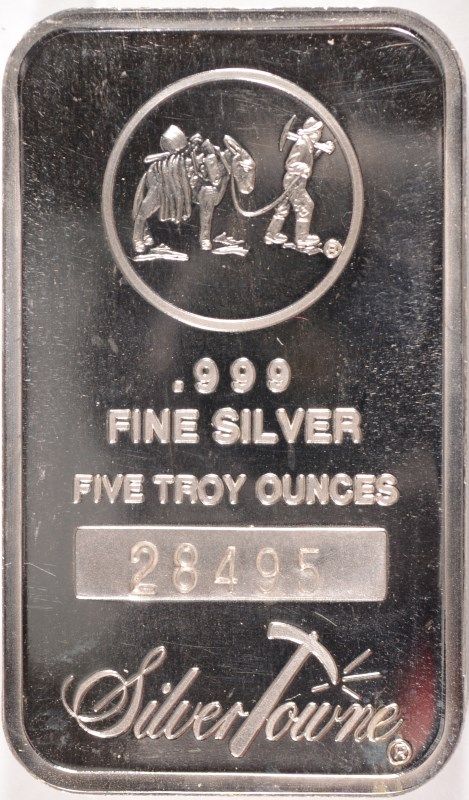 ®
.999
FINE SILVER
FIVE TROY OUNCES
28495
SilverTowne®